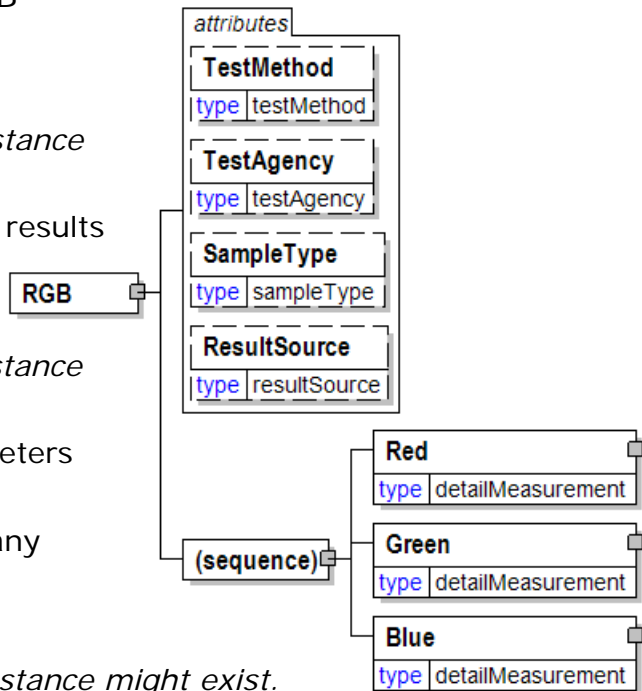 B
attributes
TestMethod
type testMethod
stance
TestAgency
type testAgency
results
SampleType
type sampleType
RGB
ResultSource
type resultSource
stance
eters
Red
type detailMeasurement
any
(sequence)
Green
type detailMeasurement
Blue
type detailMeasurement
stance might exist.